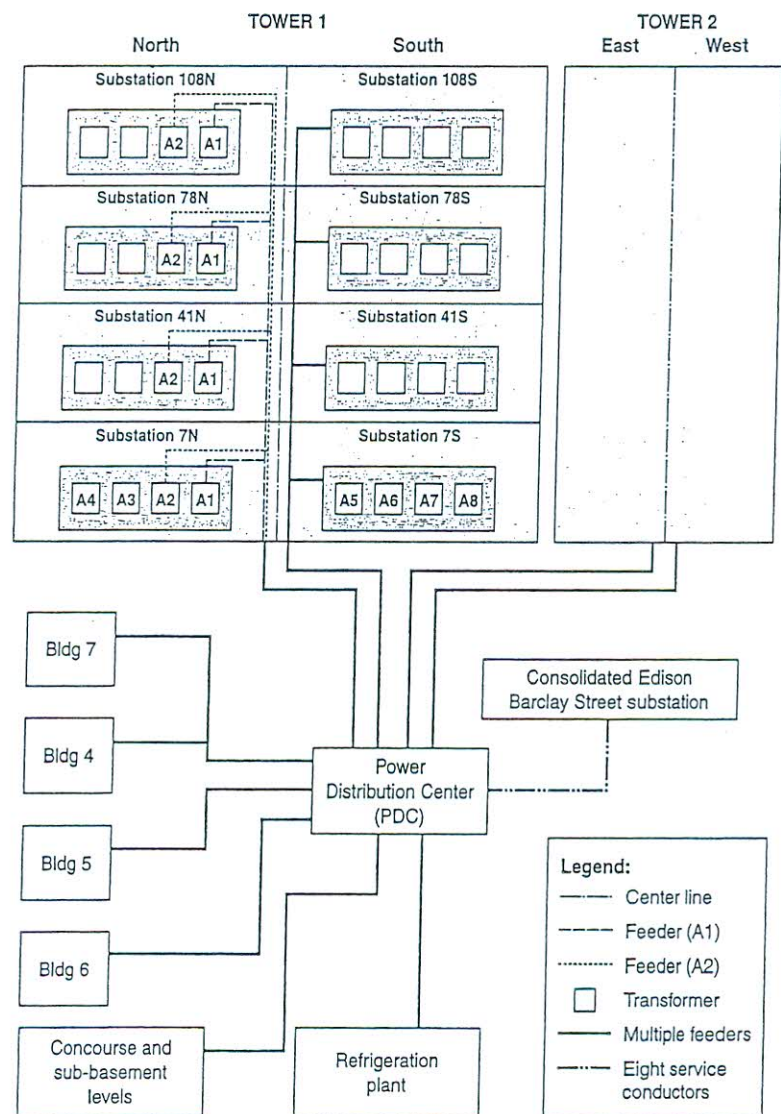 TOWER 1
TOWER 2
North
South
East
West
Substation 108N
Substation 108S
A2
A1
Substation 78N
Substation 78S
A2
A1
Substation 41N
Substation 41S
A2
A1
Substation 7N
Substation 7S
A4
A3
A2
A1
A5
A6
A7
A8
Bldg 7
Bldg 4
Bldg 5
Bldg 6
Consolidated Edison
Barclay Street substation
Power
Distribution Center
(PDC)
Concourse and
sub-basement
levels
Refrigeration
plant
Legend:
Center line
Feeder (A1)
Feeder (A2)
Transformer
Multiple feeders
Eight service
conductors